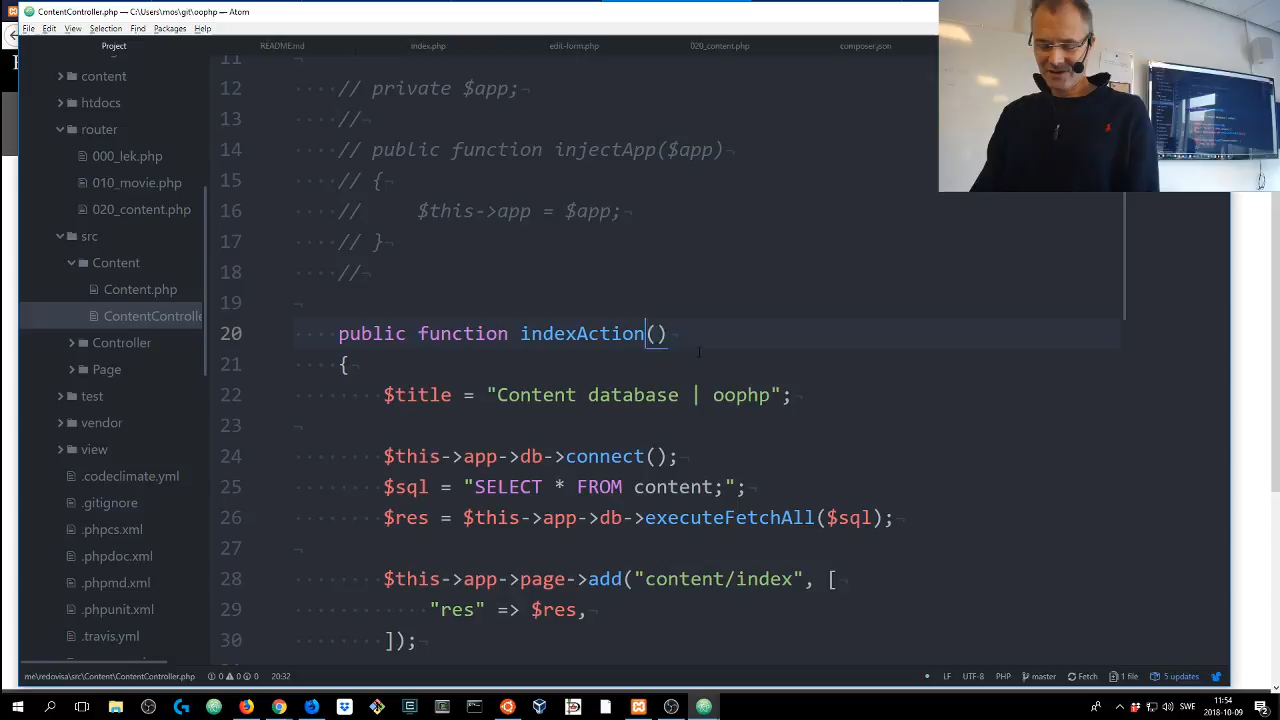 ContentController.php — C:\Users\mos\git\oophp — Atom
File Edit View Selection Find Packages Help
Project README.md index.php edit-form.php 020_content.php composer.json
content
htdocs
router
000_lek.php
010_movie.php
020_content.php
src
Content
Content.php
ContentControlle
Controller
Page
test
vendor
view
.codeclimate.yml
.gitignore
.phpcs.xml
.phpdoc.xml
.phpmd.xml
.phpunit.xml
.travis.yml
11
12 // private $app;
13 //
14 // public function injectApp($app)
15 // {
16 // $this->app = $app;
17 // }
18 //
19
20 public function indexAction()
21 {
22 $title = "Content database | oophp";
23
24 $this->app->db->connect();
25 $sql = "SELECT * FROM content;";
26 $res = $this->app->db->executeFetchAll($sql);
27
28 $this->app->page->add("content/index", [
29 "res" => $res,
30 ]);
me\redovisa\src\Content\ContentController.php 0 0 0 20:32 LF UTF-8 PHP master Fetch 1 file 5 updates
SWE
11:54
2018-10-09